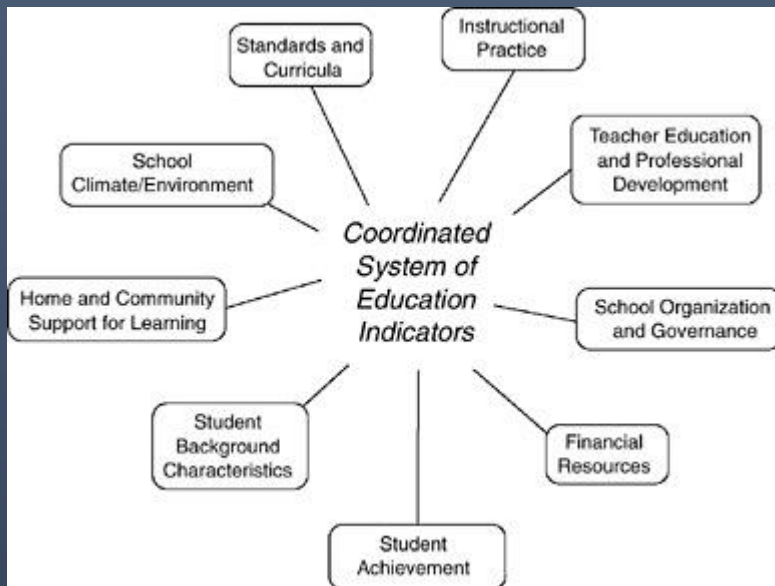 Standards and
Curricula
Instructional
Practice
Teacher Education
and Professional
Development
School
Climate/Environment
Coordinated
System of
Education
Indicators
Home and Community
Support for Learning
School Organization
and Governance
Student
Background
Characteristics
Financial
Resources
Student
Achievement